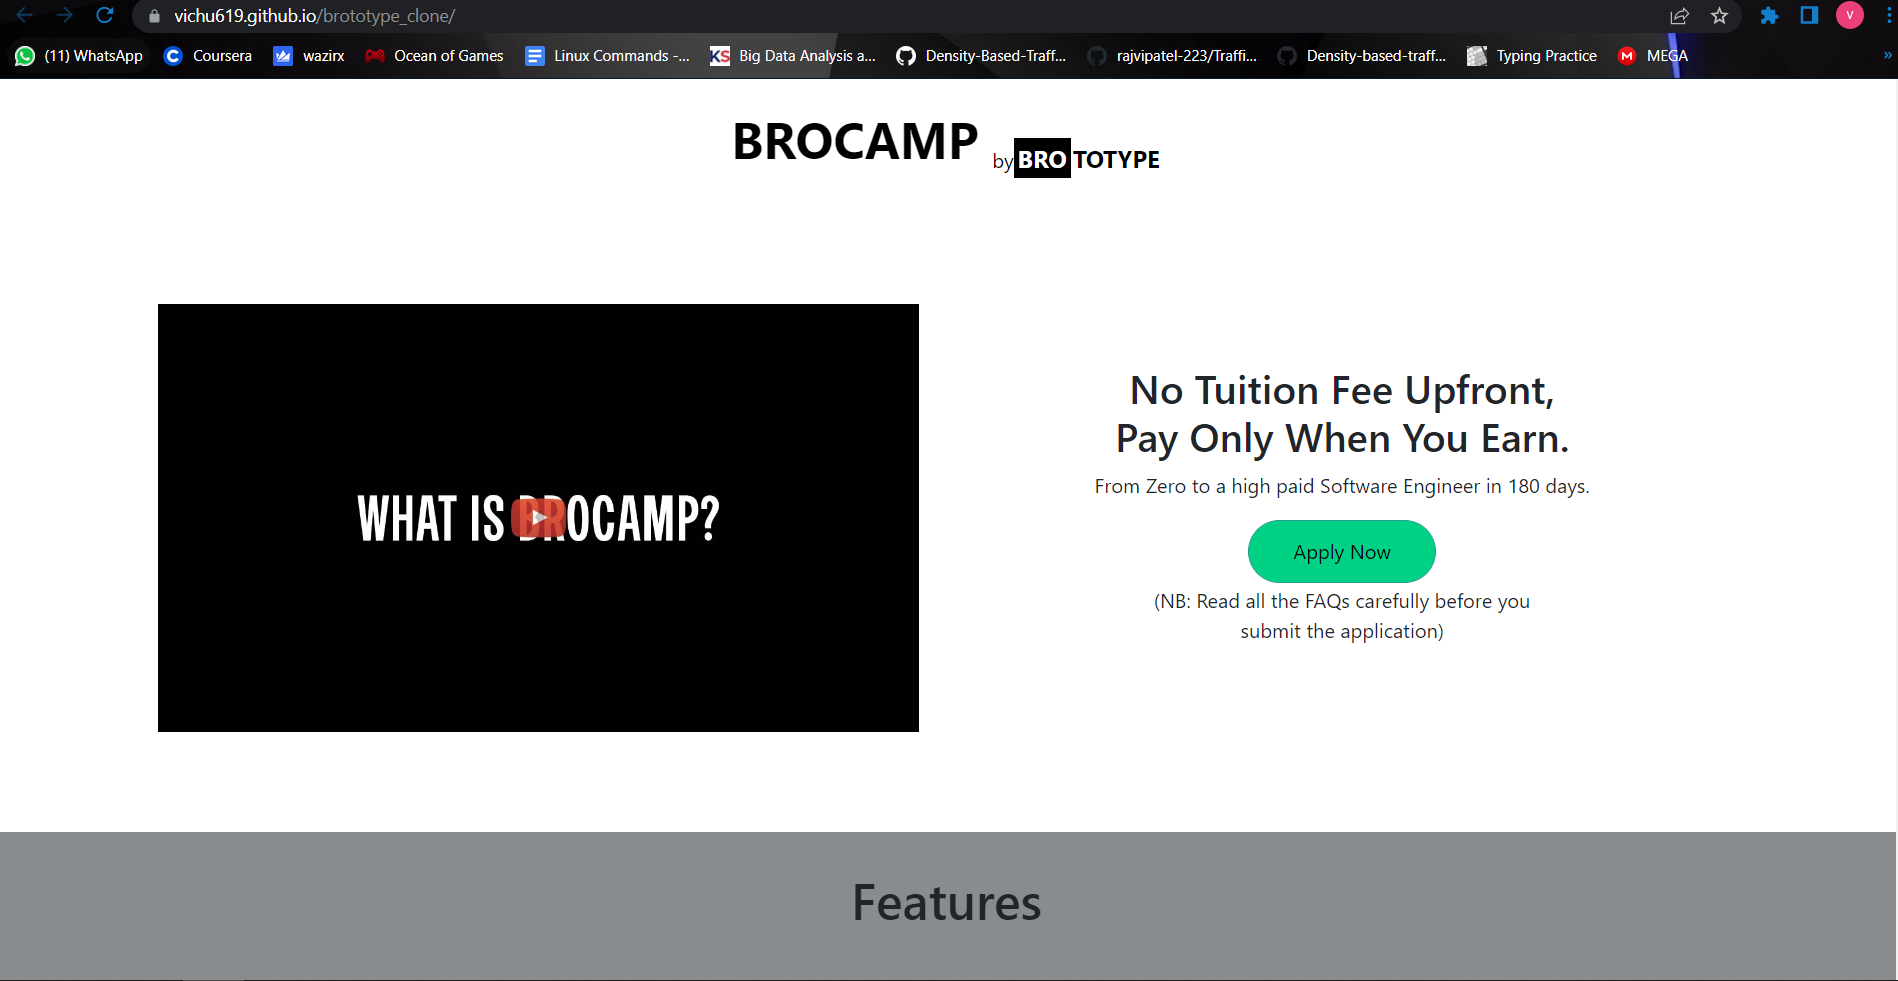 vichu619.github.io/brototype_clone/
V
(11) WhatsApp
Coursera
wazirx
Ocean of Games
Linux Commands -...
KS Big Data Analysis a...
Density-Based-Traff...
rajvipatel-223/Traffi...
Density-based-traff...
Typing Practice
M MEGA
»
BROCAMP by BROTOTYPE
WHAT IS BROCAMP?
No Tuition Fee Upfront,
Pay Only When You Earn.
From Zero to a high paid Software Engineer in 180 days.
Apply Now
(NB: Read all the FAQs carefully before you
submit the application)
Features